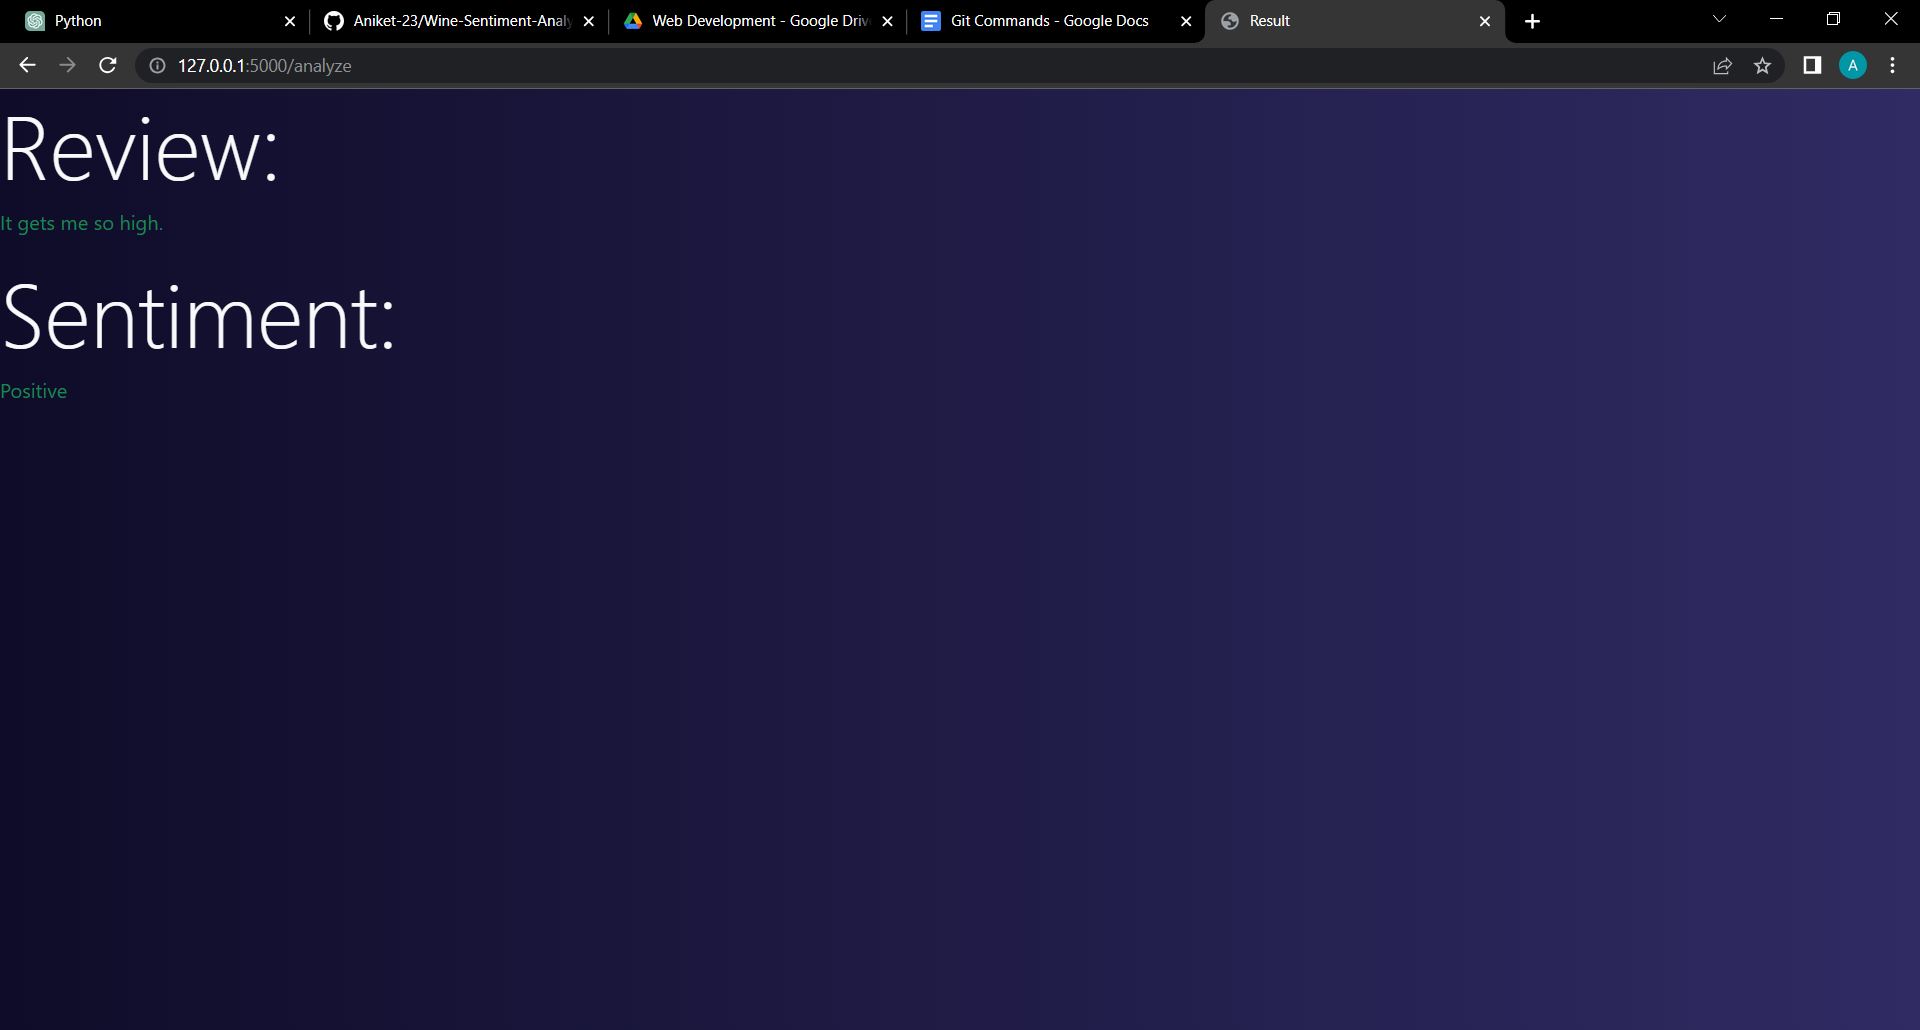 Python
Aniket-23/Wine-Sentiment-Analy
Web Development - Google Driv
Git Commands - Google Docs
Result
127.0.0.1:5000/analyze
A
Review:
It gets me so high.
Sentiment:
Positive